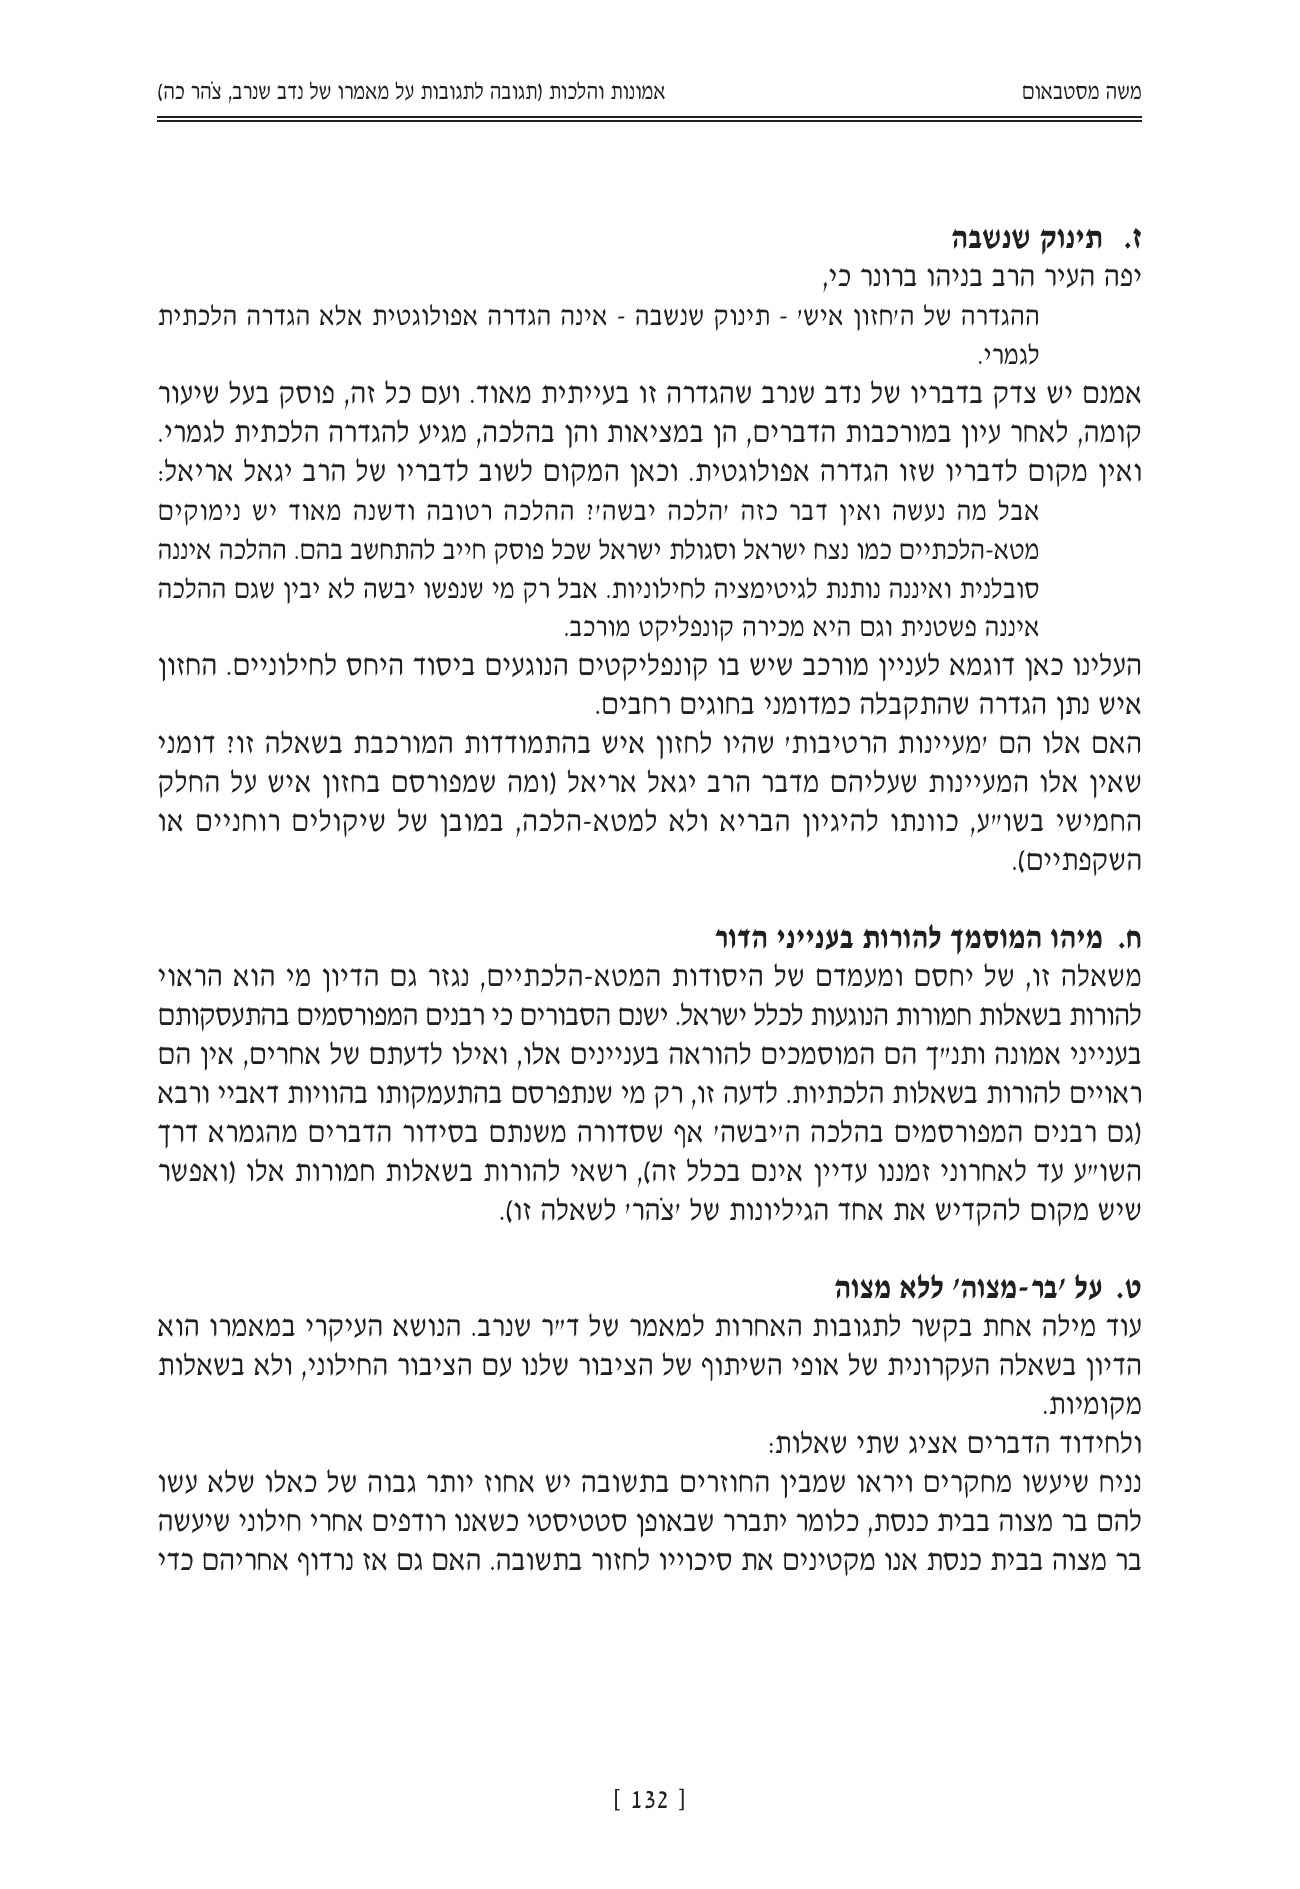 משה מסטבאום אמונות והלכות (תגובה לתגובות על מאמרו של נדב שנרב, צֹהר כה)
ז. תינוק שנשבה
יפה העיר הרב בניהו ברונר כי,
ההגדרה של ה'חזון איש' - תינוק שנשבה - אינה הגדרה אפולוגטית אלא הגדרה הלכתית
לגמרי.
אמנם יש צדק בדבריו של נדב שנרב שהגדרה זו בעייתית מאוד. ועם כל זה, פוסק בעל שיעור
קומה, לאחר עיון במורכבות הדברים, הן במציאות והן בהלכה, מגיע להגדרה הלכתית לגמרי.
ואין מקום לדבריו שזו הגדרה אפולוגטית. וכאן המקום לשוב לדבריו של הרב יגאל אריאל:
אבל מה נעשה ואין דבר כזה 'הלכה יבשה'? ההלכה רטובה ודשנה מאוד יש נימוקים
מטא-הלכתיים כמו נצח ישראל וסגולת ישראל שכל פוסק חייב להתחשב בהם. ההלכה איננה
סובלנית ואיננה נותנת לגיטימציה לחילוניות. אבל רק מי שנפשו יבשה לא יבין שגם ההלכה
איננה פשטנית וגם היא מכירה קונפליקט מורכב.
העלינו כאן דוגמא לעניין מורכב שיש בו קונפליקטים הנוגעים ביסוד היחס לחילוניים. החזון
איש נתן הגדרה שהתקבלה כמדומני בחוגים רחבים.
האם אלו הם 'מעיינות הרטיבות' שהיו לחזון איש בהתמודדות המורכבת בשאלה זו? דומני
שאין אלו המעיינות שעליהם מדבר הרב יגאל אריאל (ומה שמפורסם בחזון איש על החלק
החמישי בשו"ע, כוונתו להיגיון הבריא ולא למטא-הלכה, במובן של שיקולים רוחניים או
השקפתיים).
ח. מיהו המוסמך להורות בענייני הדור
משאלה זו, של יחסם ומעמדם של היסודות המטא-הלכתיים, נגזר גם הדיון מי הוא הראוי
להורות בשאלות חמורות הנוגעות לכלל ישראל. ישנם הסבורים כי רבנים המפורסמים בהתעסקותם
בענייני אמונה ותנ"ך הם המוסמכים להוראה בעניינים אלו, ואילו לדעתם של אחרים, אין הם
ראויים להורות בשאלות הלכתיות. לדעה זו, רק מי שנתפרסם בהתעמקותו בהוויות דאביי ורבא
(גם רבנים המפורסמים בהלכה ה'יבשה' אף שסדורה משנתם בסידור הדברים מהגמרא דרך
השו"ע עד לאחרוני זמננו עדיין אינם בכלל זה), רשאי להורות בשאלות חמורות אלו (ואפשר
שיש מקום להקדיש את אחד הגיליונות של 'צֹהר' לשאלה זו).
ט. על 'בר-מצוה' ללא מצוה
עוד מילה אחת בקשר לתגובות האחרות למאמר של ד"ר שנרב. הנושא העיקרי במאמרו הוא
הדיון בשאלה העקרונית של אופי השיתוף של הציבור שלנו עם הציבור החילוני, ולא בשאלות
מקומיות.
ולחידוד הדברים אציג שתי שאלות:
נניח שיעשו מחקרים ויראו שמבין החוזרים בתשובה יש אחוז יותר גבוה של כאלו שלא עשו
להם בר מצוה בבית כנסת, כלומר יתברר שבאופן סטטיסטי כשאנו רודפים אחרי חילוני שיעשה
בר מצוה בבית כנסת אנו מקטינים את סיכוייו לחזור בתשובה. האם גם אז נרדוף אחריהם כדי
[ 132 ]